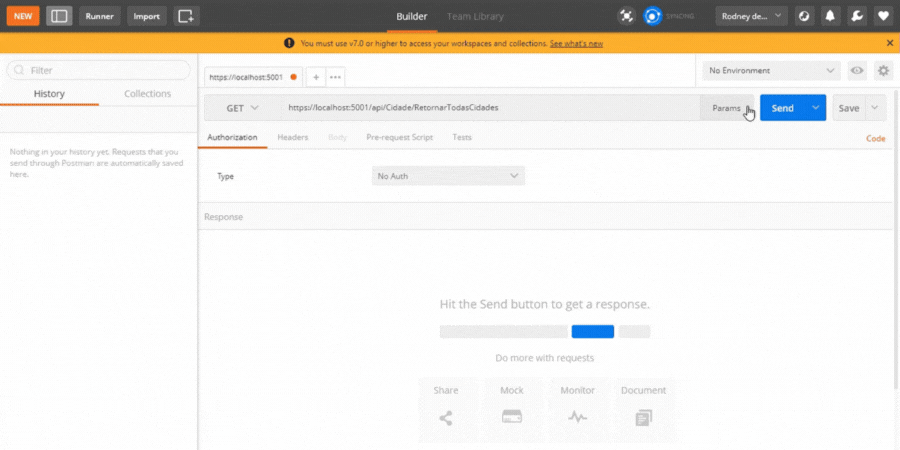 NEW Runner Import Builder Team Library SYNCING Rodney de...
You must use v7.0 or higher to access your workspaces and collections. See what's new
Filter
History Collections
Nothing in your history yet. Requests that you
send through Postman are automatically saved
here.
https://localhost:5001
No Environment
GET https://localhost:5001/api/Cidade/RetornarTodasCidades Params Send Save
Authorization Headers Body Pre-request Script Tests Code
Type No Auth
Response
Hit the Send button to get a response.
Do more with requests
Share Mock Monitor Document